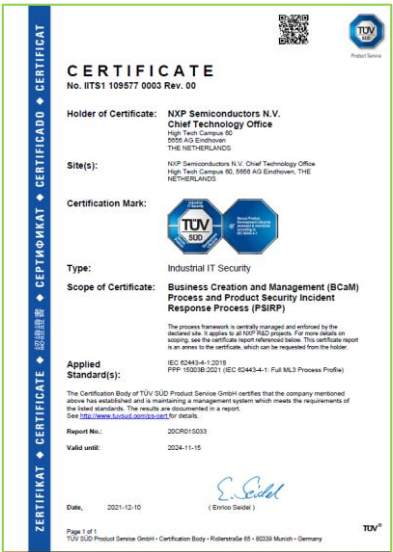 TÜV
SÜD
Product Service
CERTIFICATE
No. IITS1 109577 0003 Rev. 00
Holder of Certificate: NXP Semiconductors N.V.
Chief Technology Office
High Tech Campus 60
5656 AG Eindhoven
THE NETHERLANDS
Site(s): NXP Semiconductors N.V. Chief Technology Office
High Tech Campus 60, 5656 AG Eindhoven, THE
NETHERLANDS
Certification Mark:
TÜV
SÜD
Type: Industrial IT Security
Scope of Certificate: Business Creation and Management (BCaM)
Process and Product Security Incident
Response Process (PSIRP)
The process framework is centrally managed and enforced by the
declared site. It applies to all NXP R&D projects. For more details on
scoping, see the certificate report referenced below. This certificate report
is an annex to the certificate, which can be requested from the holder.
Applied IEC 62443-4-1:2018
Standard(s): PPP 15003B:2021 (IEC 62443-4-1: Full ML3 Process Profile)
The Certification Body of TÜV SÜD Product Service GmbH certifies that the company mentioned
above has established and is maintaining a management system which meets the requirements of
the listed standards. The results are documented in a report.
See http://www.tuvsud.com/ps-cert for details.
Report No.: 20CR01S033
Valid until: 2024-11-15
Date, 2021-12-10 ( Enrico Seidel )
Page 1 of 1
TÜV SÜD Product Service GmbH • Certification Body • Ridlerstraße 65 • 80339 Munich • Germany
TÜV®
ZERTIFIKAT ◆ CERTIFICATE ◆ 認證證書 ◆ СЕРТИФИКАТ ◆ CERTIFICADO ◆ CERTIFICAT